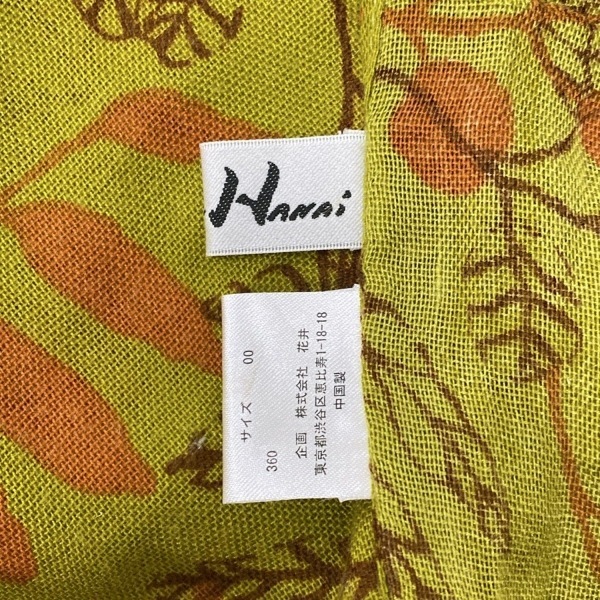 Hanai
サイズ 00
360
企画 株式会社 花井
東京都渋谷区恵比寿1-18-18
中国製